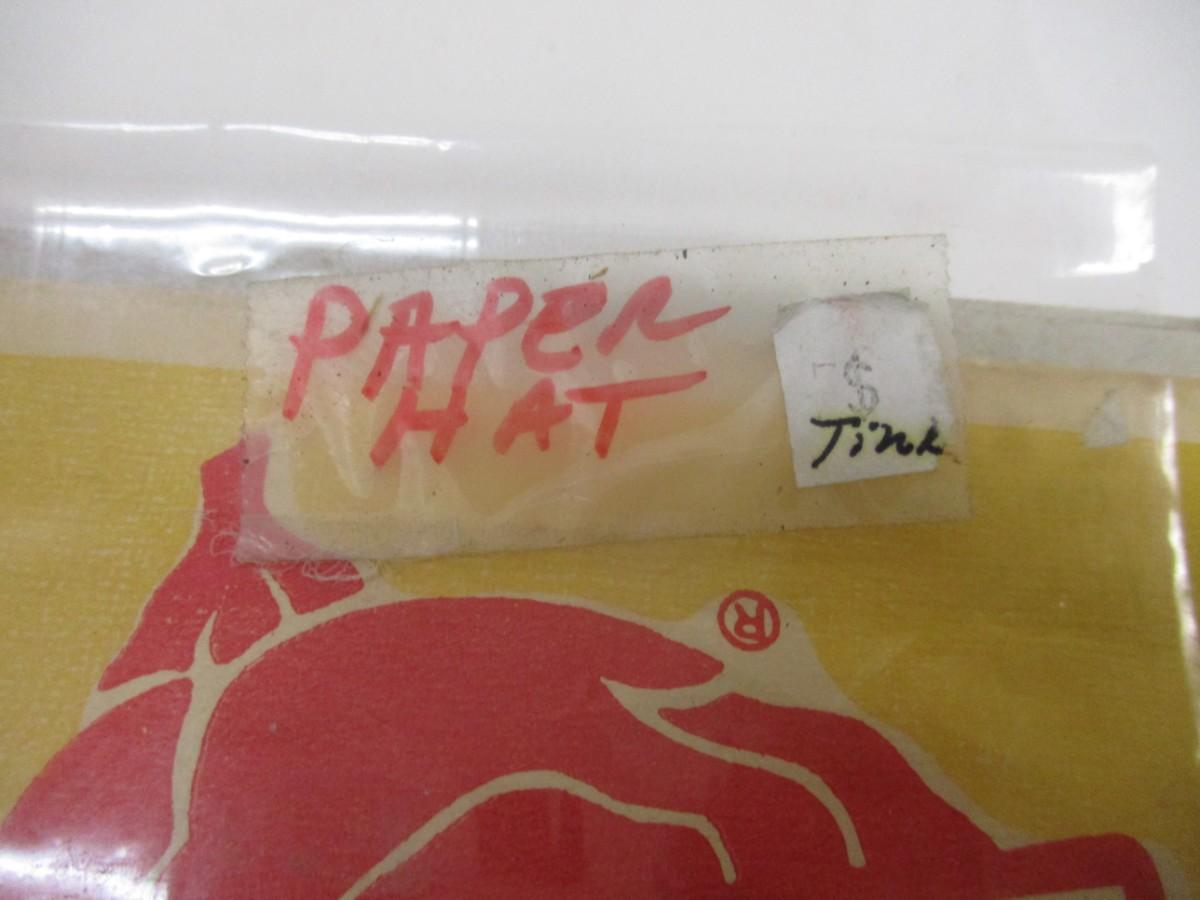 PAPER
HAT
$
Tink
®